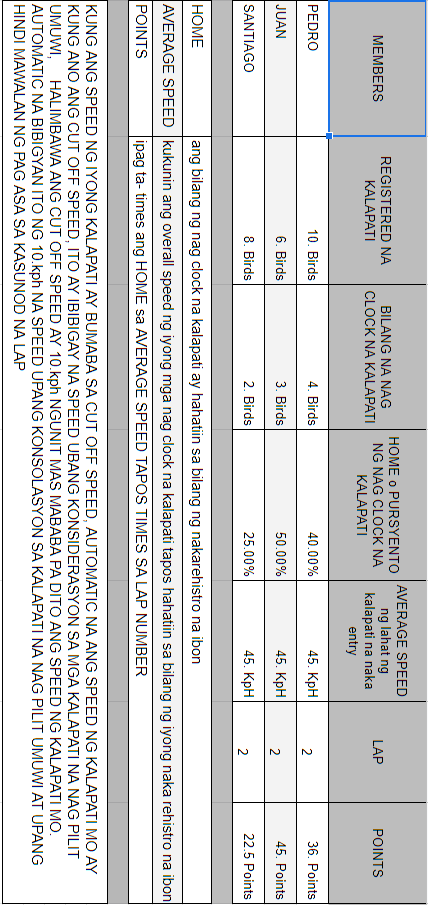 MEMBERS
REGISTERED NA KALAPATI
BILANG NA NAG CLOCK NA KALAPATI
HOME o PURSYENTO NG NAG CLOCK NA KALAPATI
AVERAGE SPEED ng lahat ng kalapati na naka entry
LAP
POINTS
PEDRO 10. Birds 4. Birds 40.00% 45. KpH 2 36. Points
JUAN 6. Birds 3. Birds 50.00% 45. KpH 2 45. Points
SANTIAGO 8. Birds 2. Birds 25.00% 45. KpH 2 22.5 Points
HOME ang bilang ng nag clock na kalapati ay hahatiin sa bilang ng nakarehistro na ibon
AVERAGE SPEED kukunin ang overall speed ng iyong mga nag clock na kalapati tapos hahatiin sa bilang ng iyong naka rehistro na ibon
POINTS ipag ta- times ang HOME sa AVERAGE SPEED TAPOS TIMES SA LAP NUMBER
KUNG ANG SPEED NG IYONG KALAPATI AY BUMABA SA CUT OFF SPEED, AUTOMATIC NA ANG SPEED NG KALAPATI MO AY
KUNG ANO ANG CUT OFF SPEED, ITO AY IBIBIGAY NA SPEED UBANG KONSIDERASYON SA MGA KALAPATI NA NAG PILIT
UMUWI, HALIMBAWA ANG CUT OFF SPEED AY 10.kph NGUNIT MAS MABABA PA DITO ANG SPEED NG KALAPATI MO.
AUTOMATIC NA BIBIGYAN ITO NG 10.kph NA SPEED UPANG KONSOLASYON SA KALAPATI NA NAG PILIT UMUWI AT UPANG
HINDI MAWALAN NG PAG ASA SA KASUNOD NA LAP